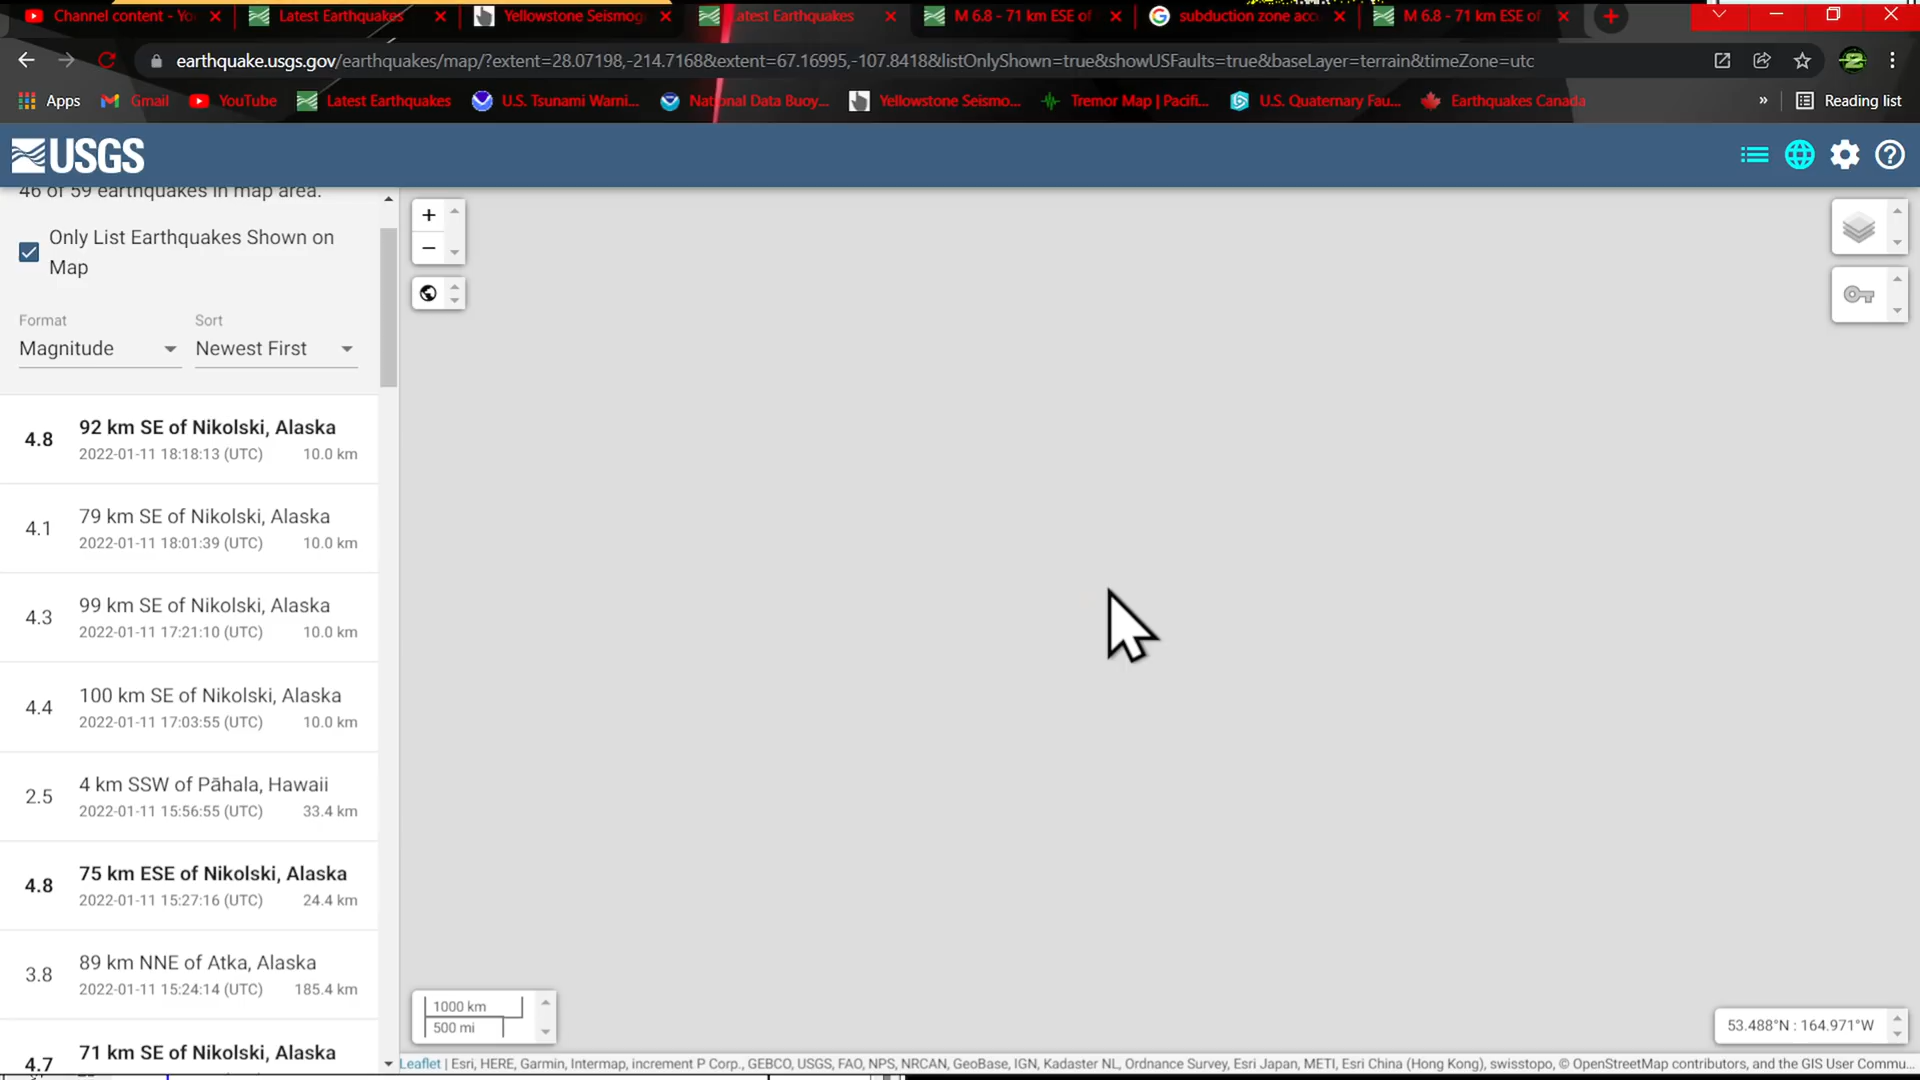 Channel content - Yo
Latest Earthquakes
Yellowstone Seismog
atest Earthquakes
M 6.8 - 71 km ESE of
subduction zone acc
M 6.8 - 71 km ESE of
earthquake.usgs.gov/earthquakes/map/?extent=28.07198,-214.7168&extent=67.16995,-107.8418&listOnlyShown=true&showUSFaults=true&baseLayer=terrain&timeZone=utc
Apps
Gmail
YouTube
Latest Earthquakes
U.S. Tsunami Warni...
National Data Buoy...
Yellowstone Seismo...
Tremor Map | Pacifi...
U.S. Quaternary Fau...
Earthquakes Canada
»
Reading list
USGS
46 of 59 earthquakes in map area.
Only List Earthquakes Shown on
Map
Format
Sort
Magnitude
Newest First
4.8
92 km SE of Nikolski, Alaska
2022-01-11 18:18:13 (UTC) 10.0 km
4.1
79 km SE of Nikolski, Alaska
2022-01-11 18:01:39 (UTC) 10.0 km
4.3
99 km SE of Nikolski, Alaska
2022-01-11 17:21:10 (UTC) 10.0 km
4.4
100 km SE of Nikolski, Alaska
2022-01-11 17:03:55 (UTC) 10.0 km
2.5
4 km SSW of Pāhala, Hawaii
2022-01-11 15:56:55 (UTC) 33.4 km
4.8
75 km ESE of Nikolski, Alaska
2022-01-11 15:27:16 (UTC) 24.4 km
3.8
89 km NNE of Atka, Alaska
2022-01-11 15:24:14 (UTC) 185.4 km
4.7
71 km SE of Nikolski, Alaska
+
−
1000 km
500 mi
53.488°N : 164.971°W
Leaflet | Esri, HERE, Garmin, Intermap, increment P Corp., GEBCO, USGS, FAO, NPS, NRCAN, GeoBase, IGN, Kadaster NL, Ordnance Survey, Esri Japan, METI, Esri China (Hong Kong), swisstopo, © OpenStreetMap contributors, and the GIS User Commu...